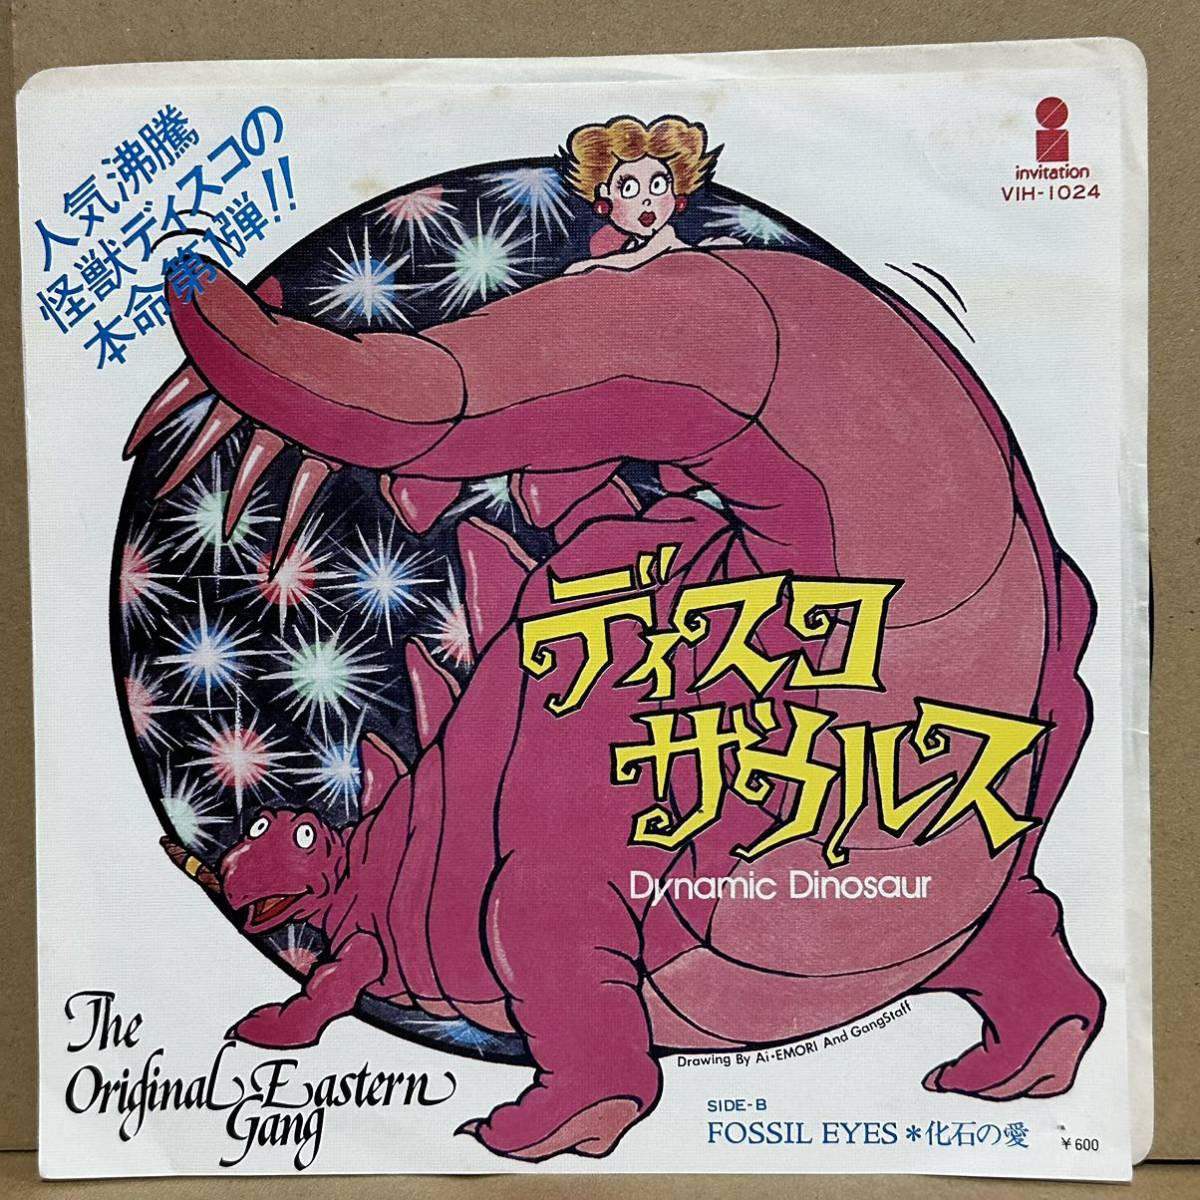 人気沸騰
怪獣ディスコの
本命第1弾!!
invitation
VIH-1024
ディスコ
ザウルス
Dynamic Dinosaur
The
Original Eastern
Gang
Drawing By Ai•EMORI And GangStaff
SIDE-B
FOSSIL EYES*化石の愛
¥600